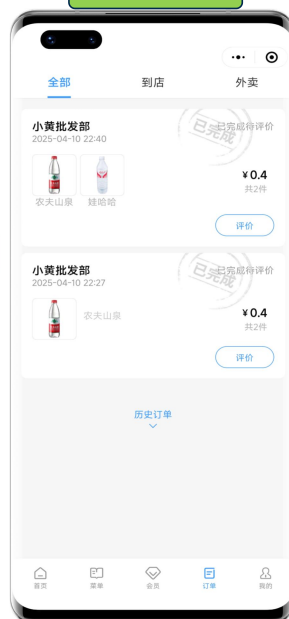 全部 到店 外卖
小黄批发部 已完成待评价
2025-04-10 22:40
已完成
¥0.4
农夫山泉 娃哈哈 共2件
评价
小黄批发部 已完成待评价
2025-04-10 22:27
已完成
农夫山泉 ¥0.4
共2件
评价
历史订单
首页 菜单 会员 订单 我的